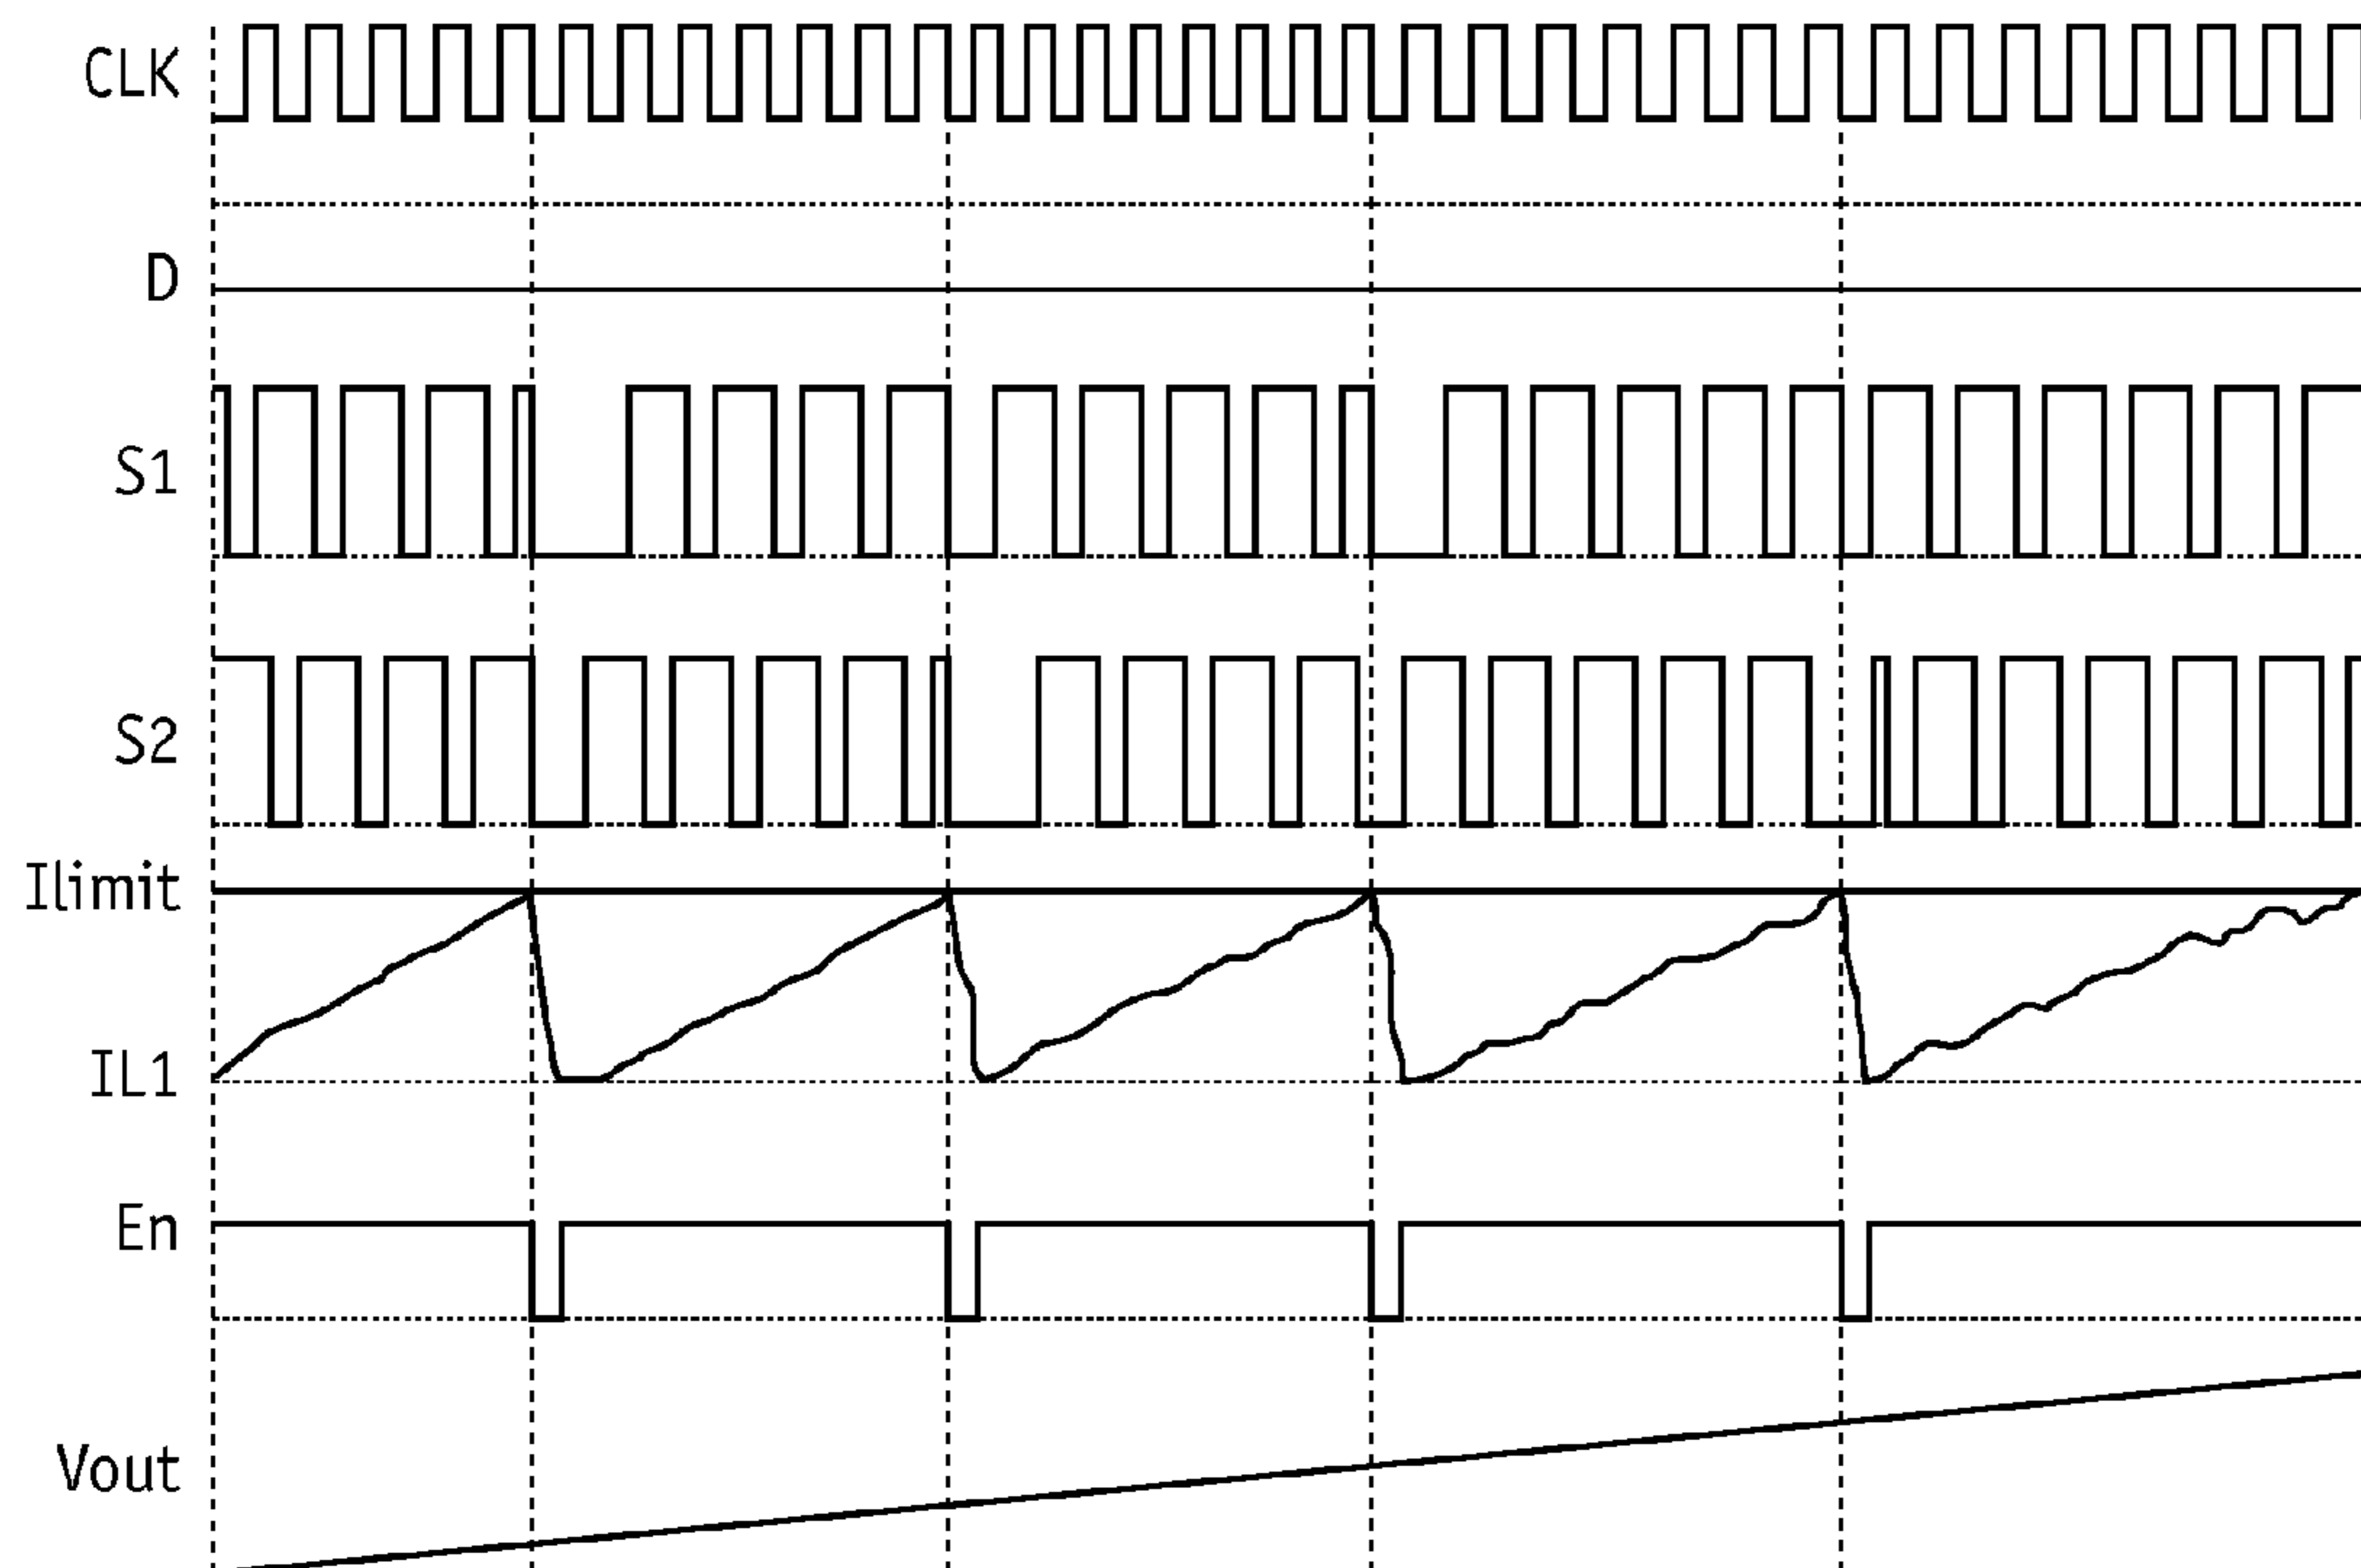 CLK
D
S1
S2
Ilimit
IL1
En
Vout